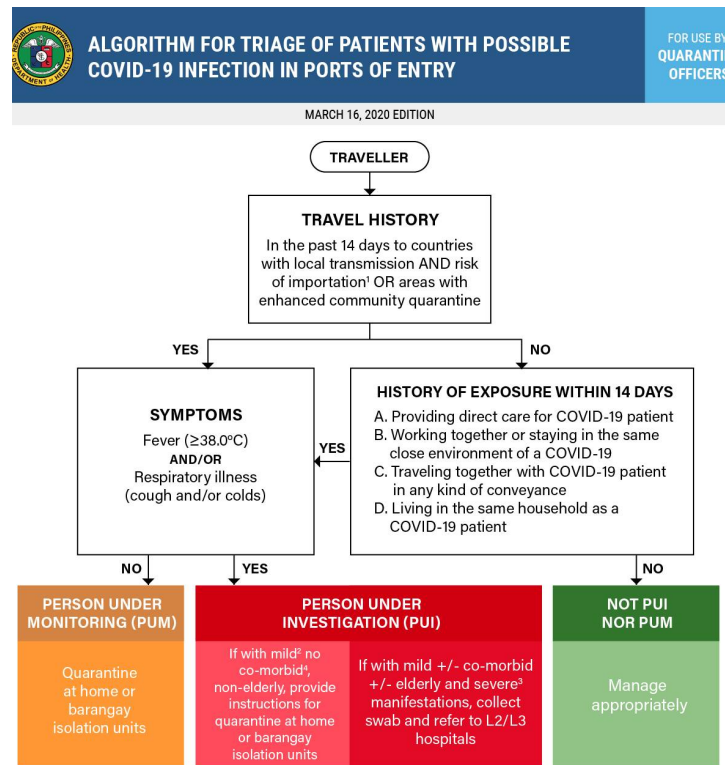 ALGORITHM FOR TRIAGE OF PATIENTS WITH POSSIBLE
COVID-19 INFECTION IN PORTS OF ENTRY
FOR USE BY
OFFICERS
MARCH 16, 2020 EDITION
TRAVELLER
TRAVEL HISTORY
In the past 14 days to countries
with local transmission AND risk
of importation¹ OR areas with
enhanced community quarantine
YES
NO
SYMPTOMS
Fever (≥38.0ºC)
AND/OR
Respiratory illness
(cough and/or colds)
YES
HISTORY OF EXPOSURE WITHIN 14 DAYS
A. Providing direct care for COVID-19 patient
B. Working together or staying in the same
close environment of a COVID-19
C. Traveling together with COVID-19 patient
in any kind of conveyance
D. Living in the same household as a
COVID-19 patient
NO
YES
NO
PERSON UNDER
MONITORING (PUM)
Quarantine
at home or
barangay
isolation units
PERSON UNDER
INVESTIGATION (PUI)
If with mild² no
co-morbid⁴,
non-elderly, provide
instructions for
quarantine at home
or barangay
isolation units
If with mild +/- co-morbid
+/- elderly and severe³
manifestations, collect
swab and refer to L2/L3
hospitals
NOT PUI
NOR PUM
Manage
appropriately